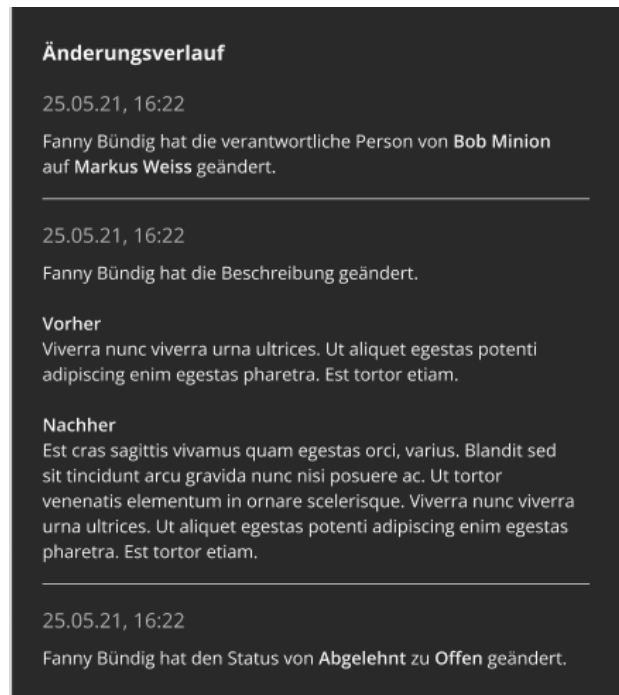 Änderungsverlauf
25.05.21, 16:22
Fanny Bündig hat die verantwortliche Person von Bob Minion
auf Markus Weiss geändert.
25.05.21, 16:22
Fanny Bündig hat die Beschreibung geändert.
Vorher
Viverra nunc viverra urna ultrices. Ut aliquet egestas potenti
adipiscing enim egestas pharetra. Est tortor etiam.
Nachher
Est cras sagittis vivamus quam egestas orci, varius. Blandit sed
sit tincidunt arcu gravida nunc nisi posuere ac. Ut tortor
venenatis elementum in ornare scelerisque. Viverra nunc viverra
urna ultrices. Ut aliquet egestas potenti adipiscing enim egestas
pharetra. Est tortor etiam.
25.05.21, 16:22
Fanny Bündig hat den Status von Abgelehnt zu Offen geändert.